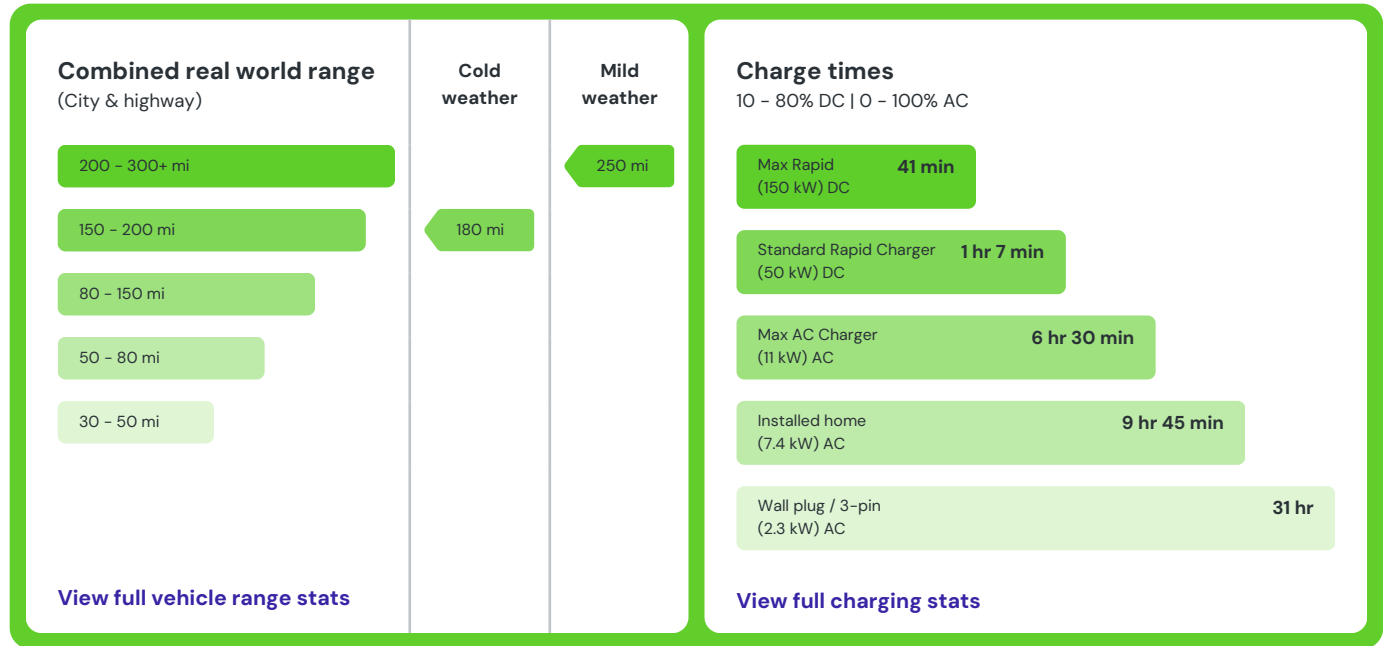 Combined real world range
(City & highway)
Cold
weather
Mild
weather
200 - 300+ mi
250 mi
150 - 200 mi
180 mi
80 - 150 mi
50 - 80 mi
30 - 50 mi
View full vehicle range stats
Charge times
10 - 80% DC | 0 - 100% AC
Max Rapid
(150 kW) DC
41 min
Standard Rapid Charger
(50 kW) DC
1 hr 7 min
Max AC Charger
(11 kW) AC
6 hr 30 min
Installed home
(7.4 kW) AC
9 hr 45 min
Wall plug / 3-pin
(2.3 kW) AC
31 hr
View full charging stats